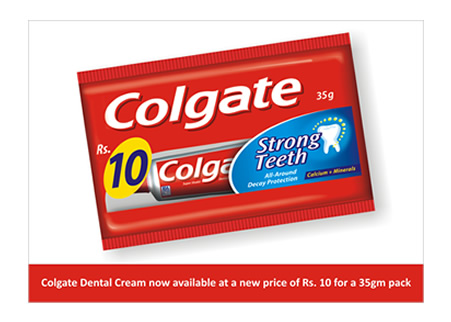 Colgate
35g
Rs.
10
Colga
Strong
Teeth
All-Around
Decay Protection
Calcium + Minerals
Colgate Dental Cream now available at a new price of Rs. 10 for a 35gm pack